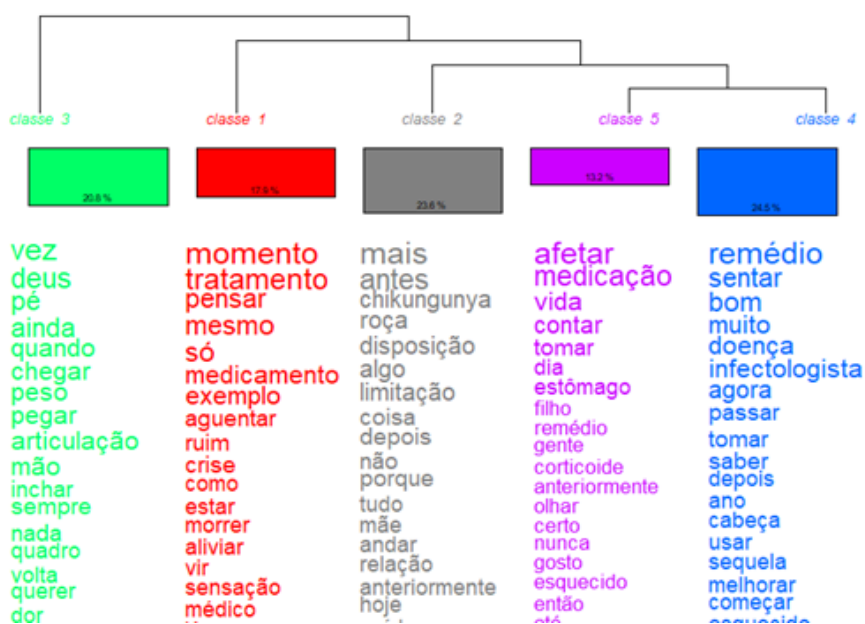 classe 3
classe 1
classe 2
classe 5
classe 4
20.8 %
17.9 %
23.6 %
13.2 %
24.5 %
vez
deus
pé
ainda
quando
chegar
peso
pegar
articulação
mão
inchar
sempre
nada
quadro
volta
querer
dor
momento
tratamento
pensar
mesmo
só
medicamento
exemplo
aguentar
ruim
crise
como
estar
morrer
aliviar
vir
sensação
médico
mais
antes
chikungunya
roça
disposição
algo
limitação
coisa
depois
não
porque
tudo
mãe
andar
relação
anteriormente
hoje
afetar
medicação
vida
contar
tomar
dia
estômago
filho
remédio
gente
corticoide
anteriormente
olhar
certo
nunca
gosto
esquecido
então
até
remédio
sentar
bom
muito
doença
infectologista
agora
passar
tomar
saber
depois
ano
cabeça
usar
sequela
melhorar
começar
esquecido